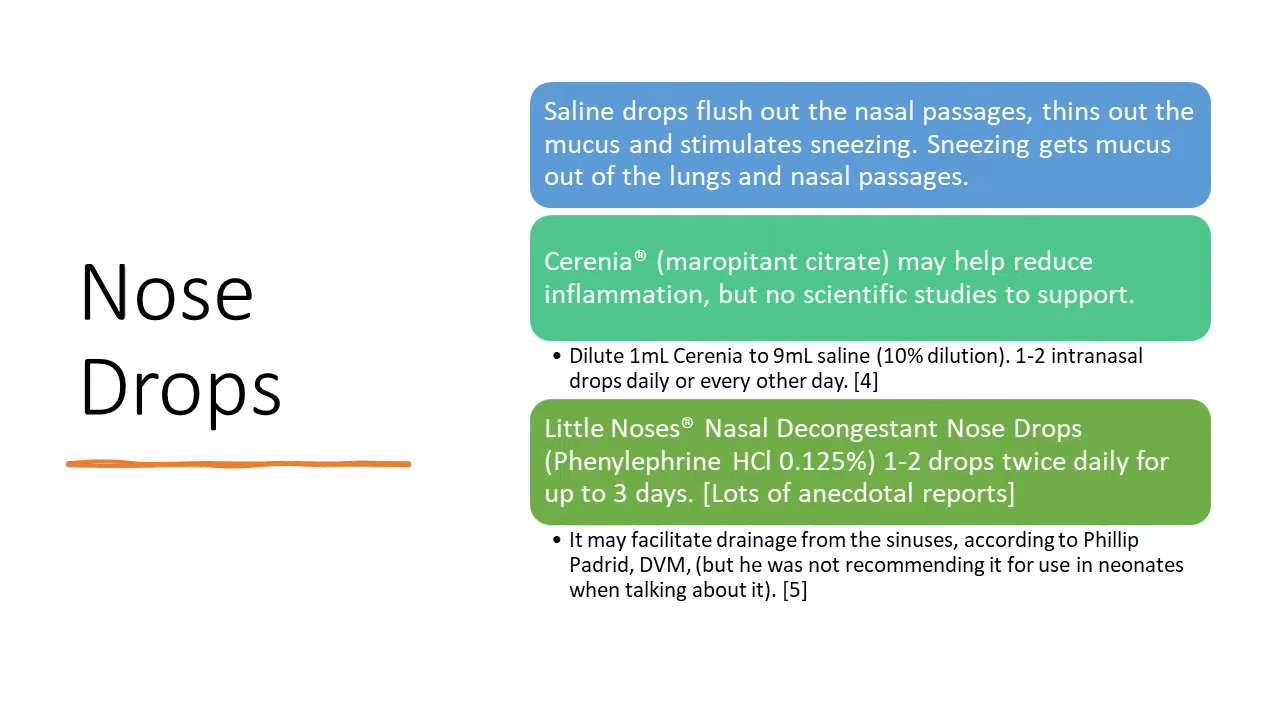 Nose
Drops
Saline drops flush out the nasal passages, thins out the
mucus and stimulates sneezing. Sneezing gets mucus
out of the lungs and nasal passages.
Cerenia® (maropitant citrate) may help reduce
inflammation, but no scientific studies to support.
• Dilute 1mL Cerenia to 9mL saline (10% dilution). 1-2 intranasal
drops daily or every other day. [4]
Little Noses® Nasal Decongestant Nose Drops
(Phenylephrine HCl 0.125%) 1-2 drops twice daily for
up to 3 days. [Lots of anecdotal reports]
• It may facilitate drainage from the sinuses, according to Phillip
Padrid, DVM, (but he was not recommending it for use in neonates
when talking about it). [5]